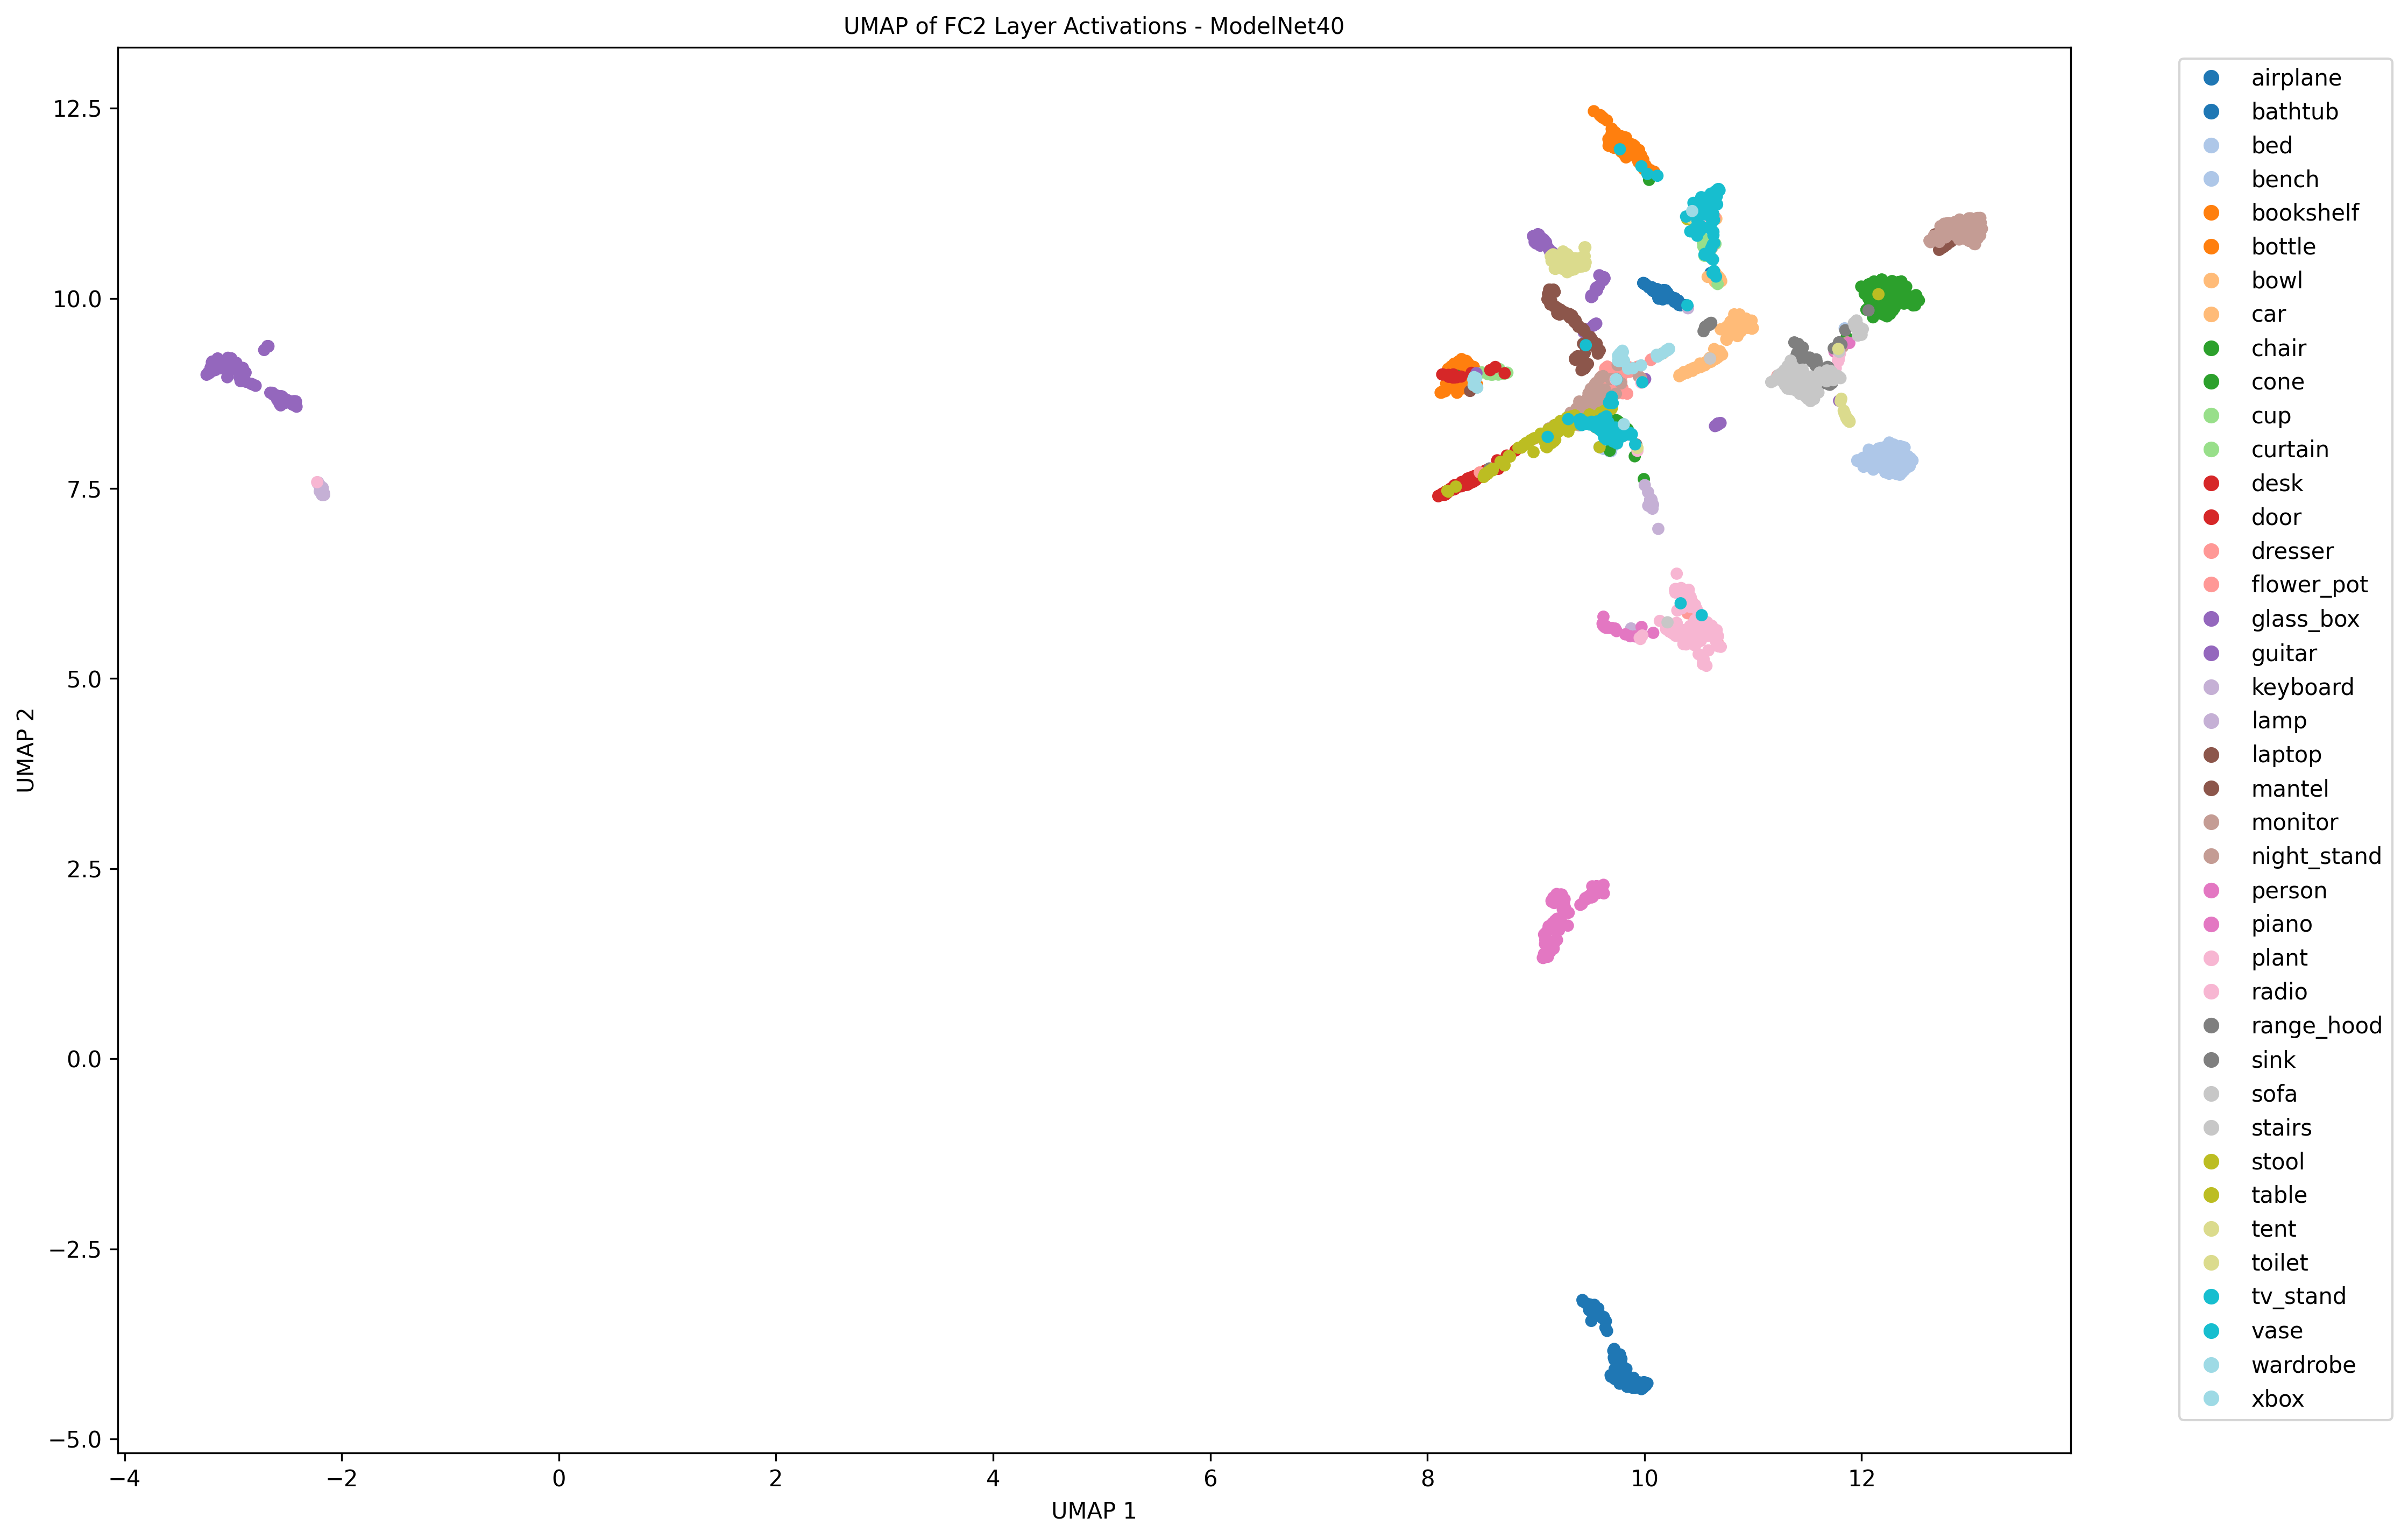 UMAP of FC2 Layer Activations - ModelNet40
12.5
10.0
7.5
5.0
2.5
0.0
−2.5
−5.0
UMAP 2
−4
−2
0
2
4
6
8
10
12
UMAP 1
airplane
bathtub
bed
bench
bookshelf
bottle
bowl
car
chair
cone
cup
curtain
desk
door
dresser
flower_pot
glass_box
guitar
keyboard
lamp
laptop
mantel
monitor
night_stand
person
piano
plant
radio
range_hood
sink
sofa
stairs
stool
table
tent
toilet
tv_stand
vase
wardrobe
xbox